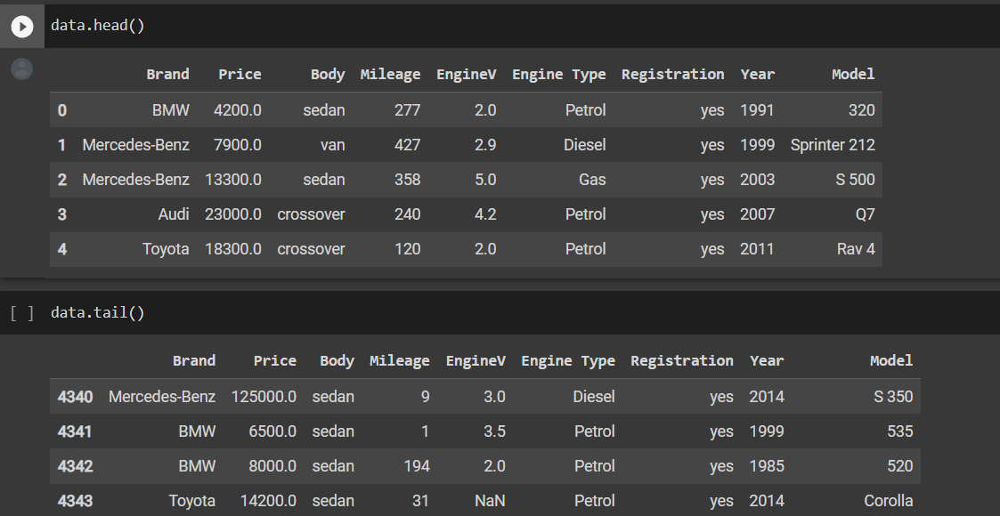 data.head()
Brand Price Body Mileage EngineV Engine Type Registration Year Model
0 BMW 4200.0 sedan 277 2.0 Petrol yes 1991 320
1 Mercedes-Benz 7900.0 van 427 2.9 Diesel yes 1999 Sprinter 212
2 Mercedes-Benz 13300.0 sedan 358 5.0 Gas yes 2003 S 500
3 Audi 23000.0 crossover 240 4.2 Petrol yes 2007 Q7
4 Toyota 18300.0 crossover 120 2.0 Petrol yes 2011 Rav 4
[ ] data.tail()
Brand Price Body Mileage EngineV Engine Type Registration Year Model
4340 Mercedes-Benz 125000.0 sedan 9 3.0 Diesel yes 2014 S 350
4341 BMW 6500.0 sedan 1 3.5 Petrol yes 1999 535
4342 BMW 8000.0 sedan 194 2.0 Petrol yes 1985 520
4343 Toyota 14200.0 sedan 31 NaN Petrol yes 2014 Corolla